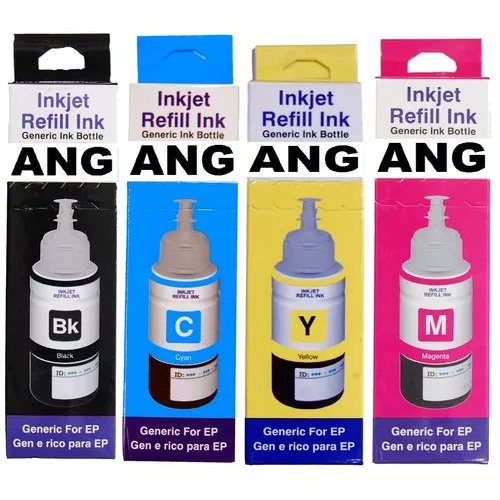 Inkjet
Refill Ink
Generic Ink Bottle
ANG
INKJET
REFILL INK
Bk
Black
ID:
Generic For EP
Gen e rico para EP
Inkjet
Refill Ink
Generic Ink Bottle
ANG
INKJET
REFILL INK
C
Cyan
ID:
Generic For EP
Gen e rico para EP
Inkjet
Refill Ink
Generic Ink Bottle
ANG
INKJET
REFILL INK
Y
Yellow
ID:
Generic For EP
Gen e rico para EP
Inkjet
Refill Ink
Generic Ink Bottle
ANG
INKJET
REFILL INK
M
Magenta
ID:
Generic For EP
Gen e rico para EP